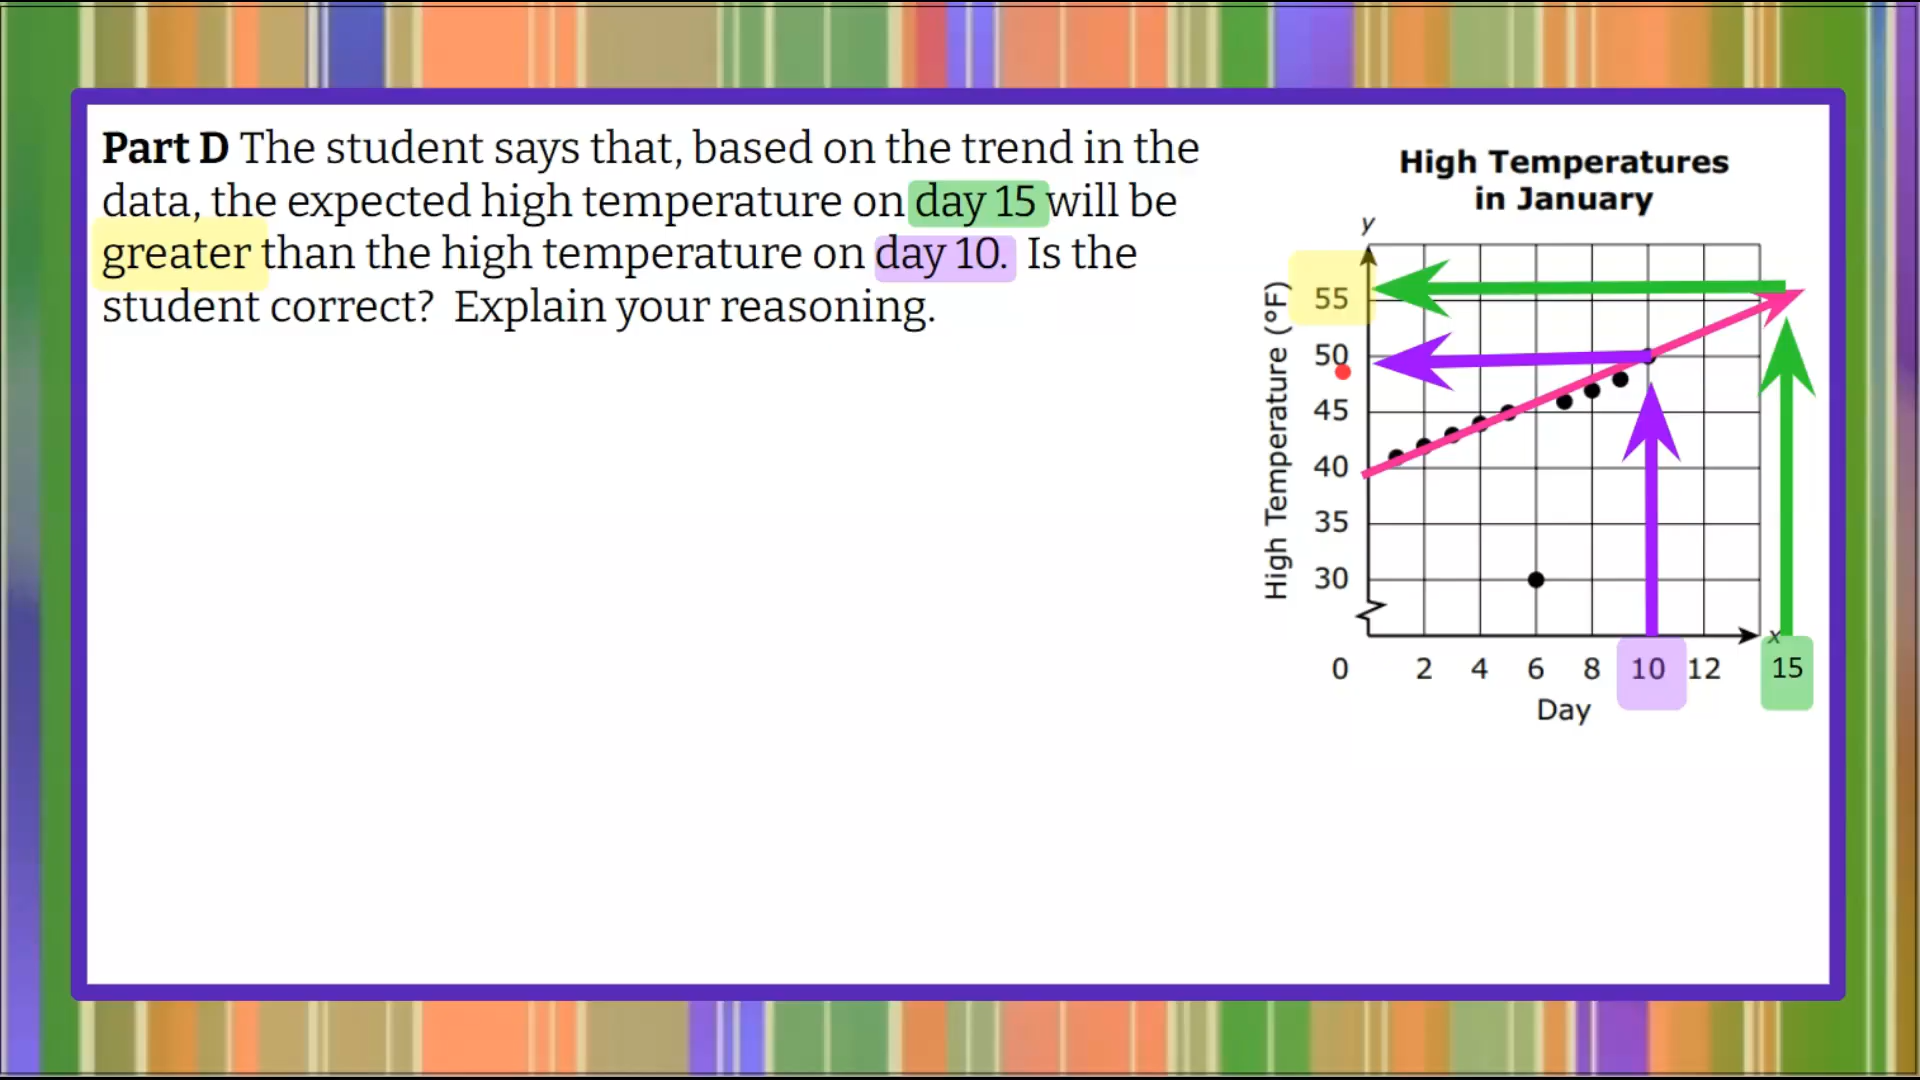 Part D The student says that, based on the trend in the
data, the expected high temperature on day 15 will be
greater than the high temperature on day 10. Is the
student correct? Explain your reasoning.
High Temperatures
in January
y
High Temperature (°F)
55
50
45
40
35
30
x
0 2 4 6 8 10 12 15
Day